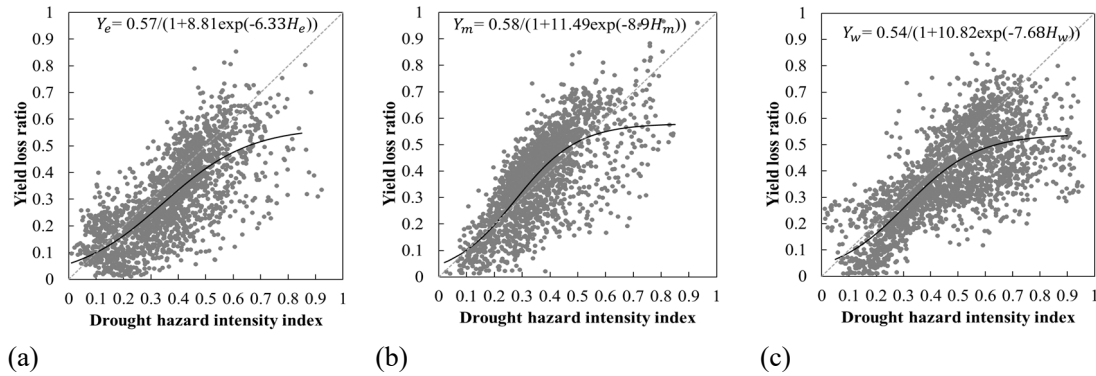 Yₑ = 0.57/(1+8.81exp(-6.33Hₑ))
Yield loss ratio
1
0.9
0.8
0.7
0.6
0.5
0.4
0.3
0.2
0.1
0
0 0.1 0.2 0.3 0.4 0.5 0.6 0.7 0.8 0.9 1
Drought hazard intensity index
(a)
Yₘ = 0.58/(1+11.49exp(-8.9Hₘ))
Yield loss ratio
1
0.9
0.8
0.7
0.6
0.5
0.4
0.3
0.2
0.1
0
0 0.1 0.2 0.3 0.4 0.5 0.6 0.7 0.8 0.9 1
Drought hazard intensity index
(b)
Y_w = 0.54/(1+10.82exp(-7.68H_w))
Yield loss ratio
1
0.9
0.8
0.7
0.6
0.5
0.4
0.3
0.2
0.1
0
0 0.1 0.2 0.3 0.4 0.5 0.6 0.7 0.8 0.9 1
Drought hazard intensity index
(c)